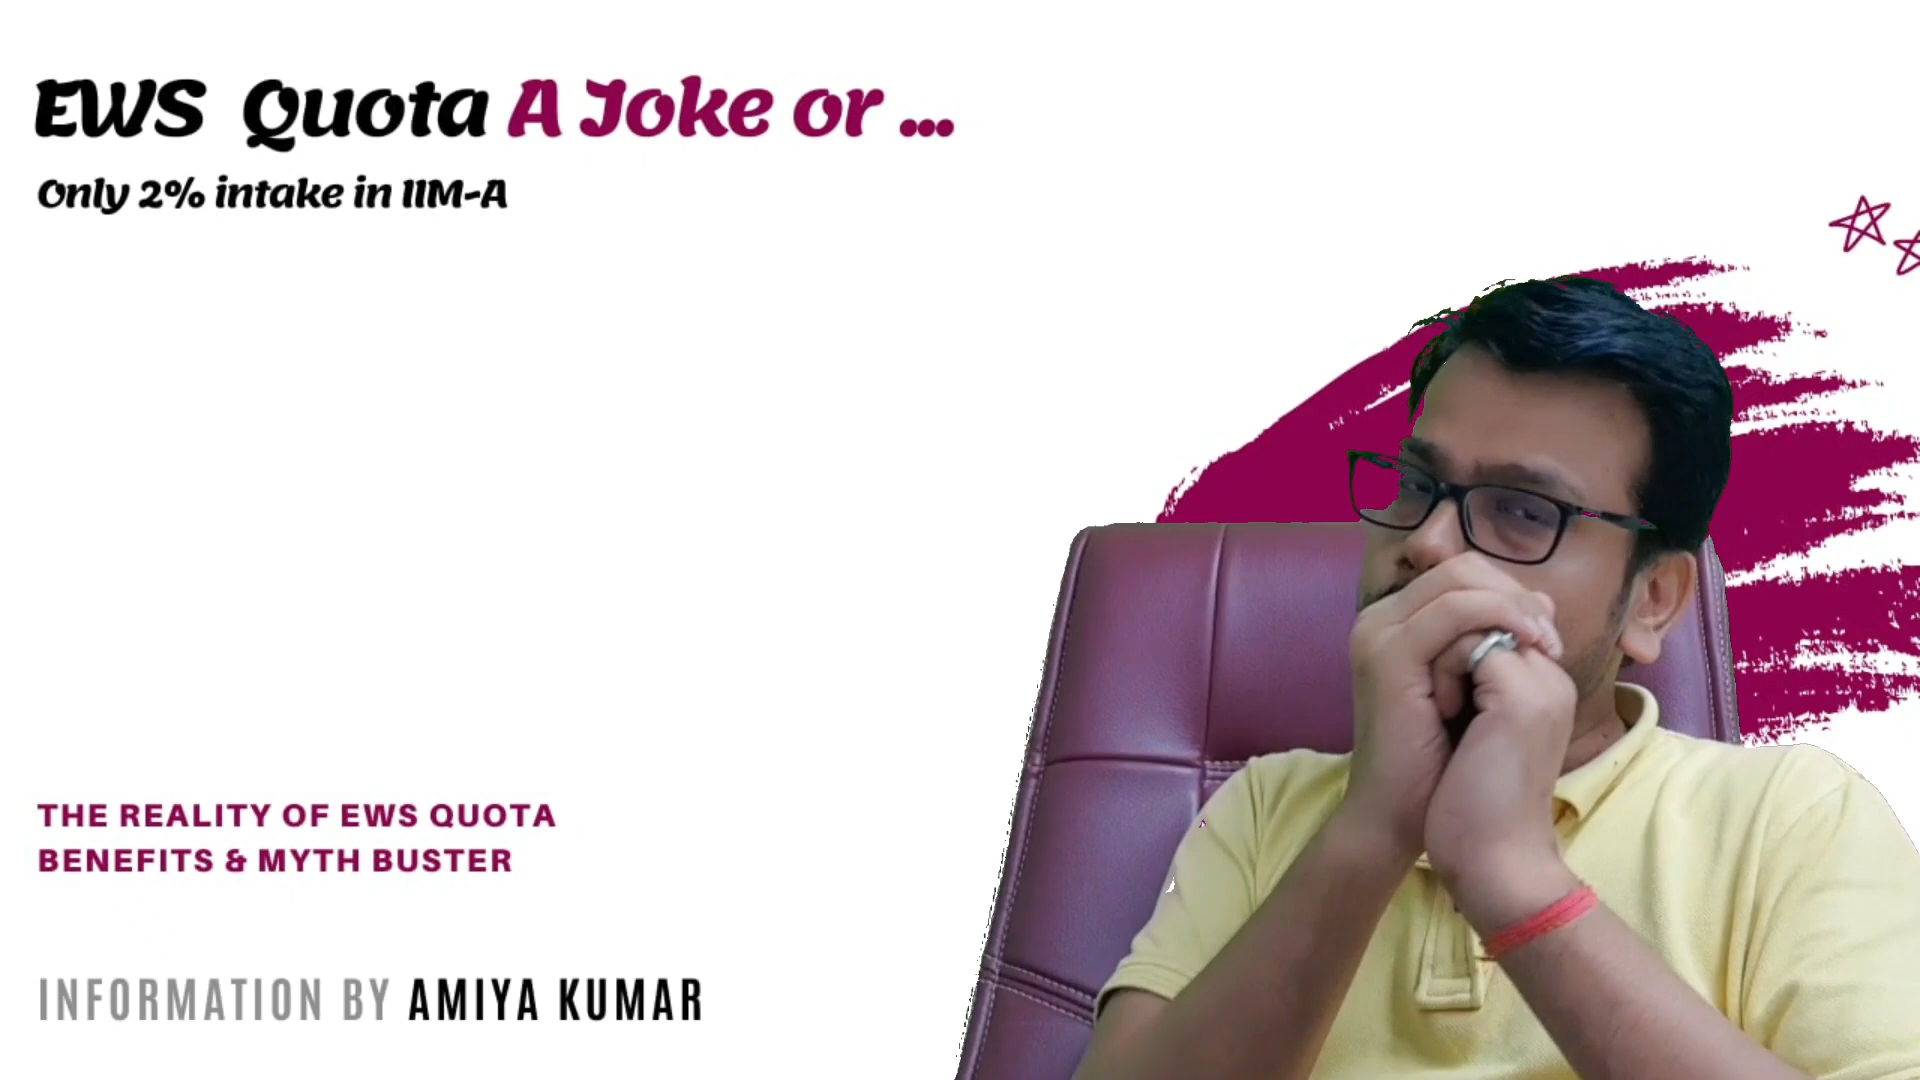 EWS Quota A Joke or ...
Only 2% intake in IIM-A
THE REALITY OF EWS QUOTA
BENEFITS & MYTH BUSTER
INFORMATION BY AMIYA KUMAR